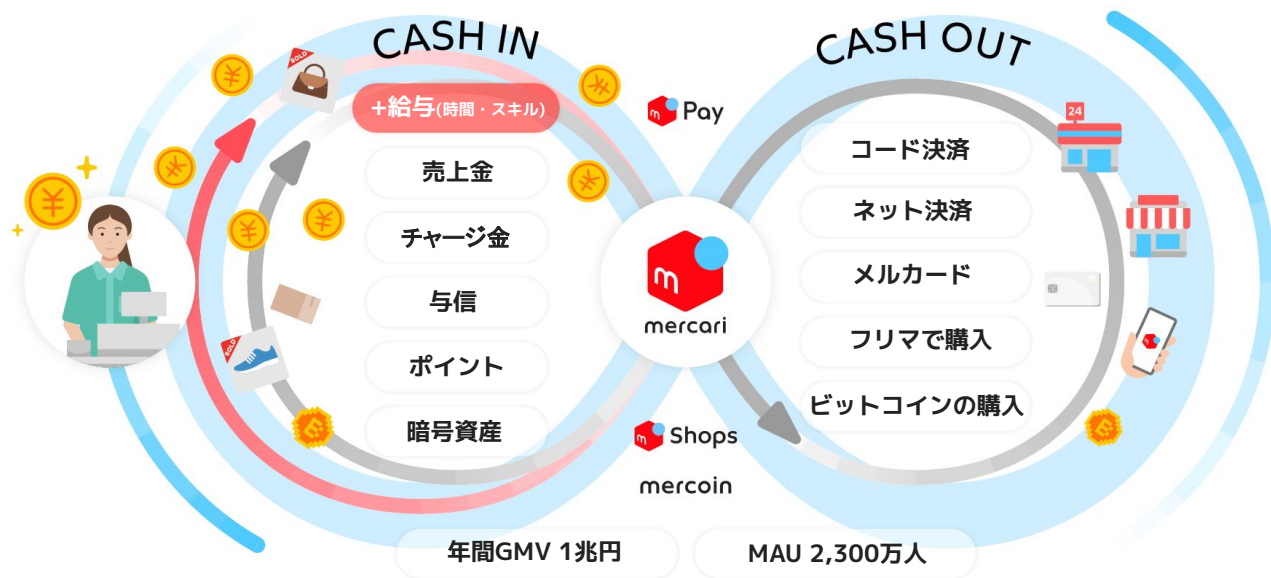 CASH IN
SOLD
+給与(時間・スキル)
売上金
チャージ金
与信
ポイント
暗号資産
SOLD
m Pay
m
mercari
m Shops
mercoin
CASH OUT
24
コード決済
ネット決済
メルカード
フリマで購入
ビットコインの購入
年間GMV 1兆円
MAU 2,300万人